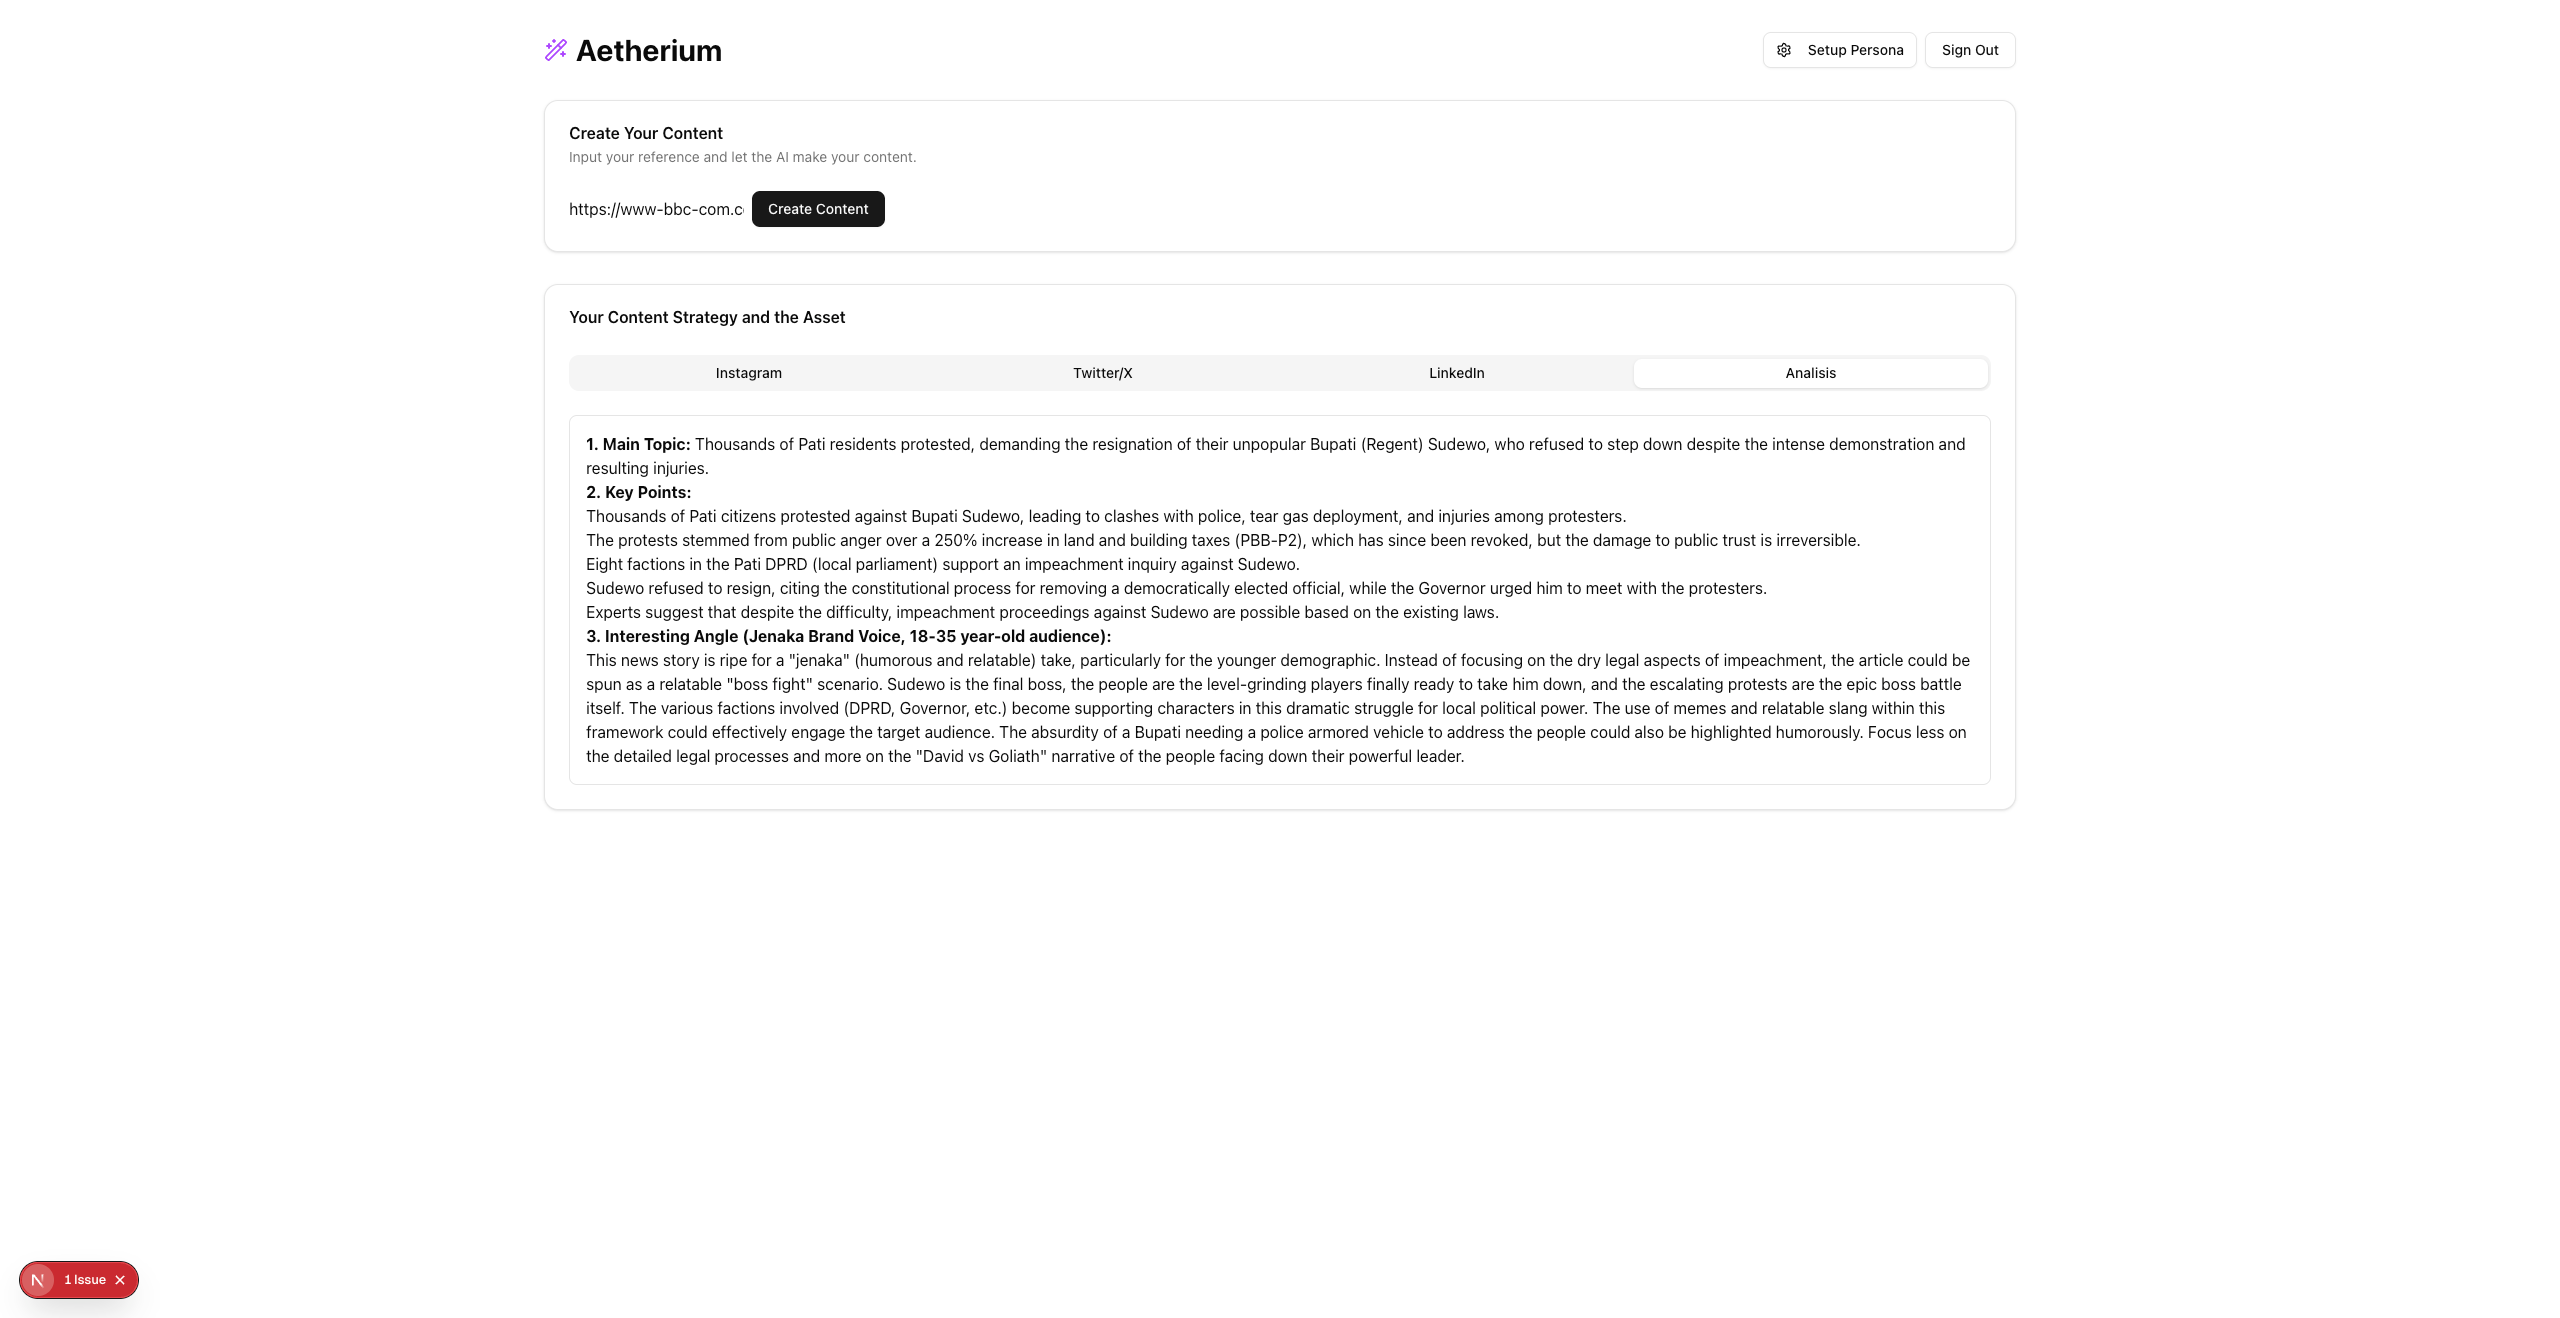 Aetherium
Setup Persona
Sign Out
Create Your Content
Input your reference and let the AI make your content.
https://www-bbc-com.c
Create Content
Your Content Strategy and the Asset
Instagram
Twitter/X
LinkedIn
Analisis
1. Main Topic: Thousands of Pati residents protested, demanding the resignation of their unpopular Bupati (Regent) Sudewo, who refused to step down despite the intense demonstration and
resulting injuries.
2. Key Points:
Thousands of Pati citizens protested against Bupati Sudewo, leading to clashes with police, tear gas deployment, and injuries among protesters.
The protests stemmed from public anger over a 250% increase in land and building taxes (PBB-P2), which has since been revoked, but the damage to public trust is irreversible.
Eight factions in the Pati DPRD (local parliament) support an impeachment inquiry against Sudewo.
Sudewo refused to resign, citing the constitutional process for removing a democratically elected official, while the Governor urged him to meet with the protesters.
Experts suggest that despite the difficulty, impeachment proceedings against Sudewo are possible based on the existing laws.
3. Interesting Angle (Jenaka Brand Voice, 18-35 year-old audience):
This news story is ripe for a "jenaka" (humorous and relatable) take, particularly for the younger demographic. Instead of focusing on the dry legal aspects of impeachment, the article could be
spun as a relatable "boss fight" scenario. Sudewo is the final boss, the people are the level-grinding players finally ready to take him down, and the escalating protests are the epic boss battle
itself. The various factions involved (DPRD, Governor, etc.) become supporting characters in this dramatic struggle for local political power. The use of memes and relatable slang within this
framework could effectively engage the target audience. The absurdity of a Bupati needing a police armored vehicle to address the people could also be highlighted humorously. Focus less on
the detailed legal processes and more on the "David vs Goliath" narrative of the people facing down their powerful leader.
N 1 Issue